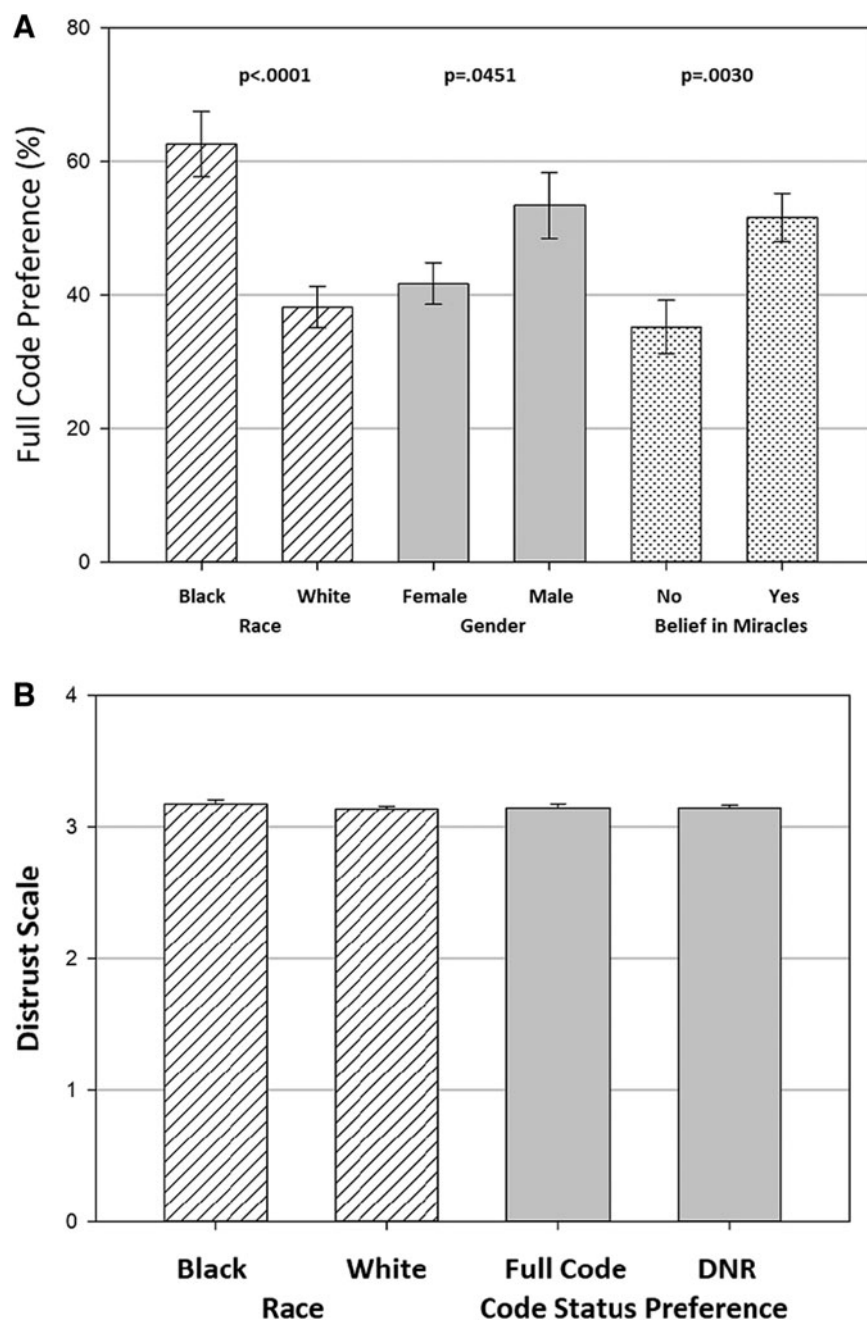 A
80
p<.0001 p=.0451 p=.0030
60
40
20
0
Full Code Preference (%)
Black White Female Male No Yes
Race Gender Belief in Miracles
B
4
3
2
1
0
Distrust Scale
Black White Full Code DNR
Race Code Status Preference